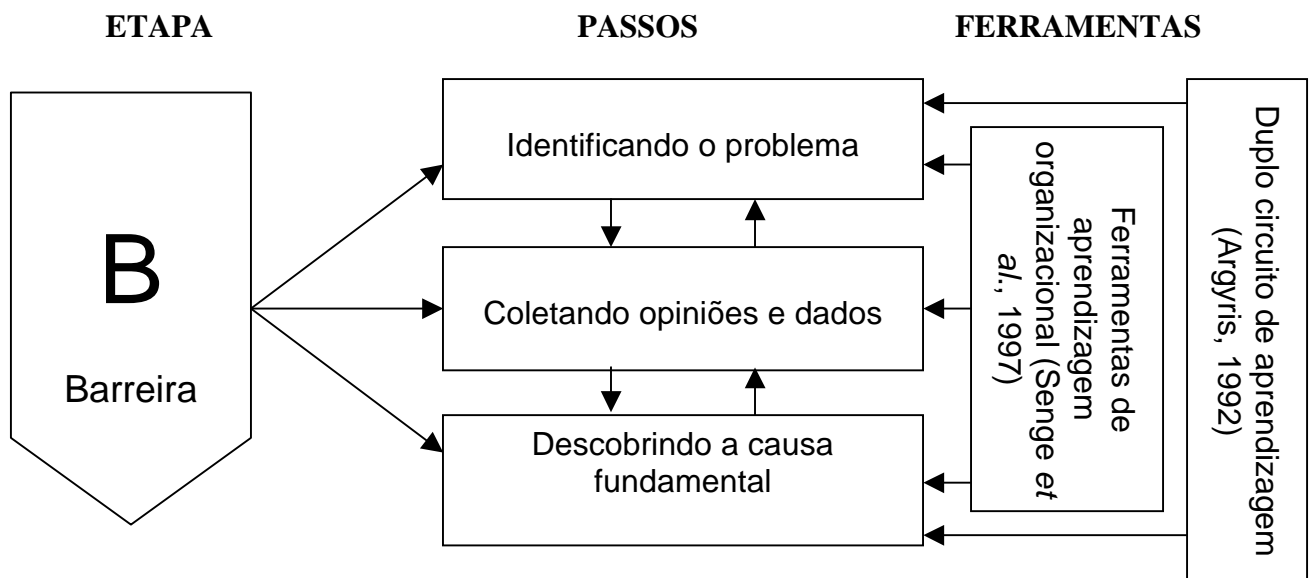 ETAPA PASSOS FERRAMENTAS
B
Barreira
Identificando o problema
Coletando opiniões e dados
Descobrindo a causa
fundamental
Ferramentas de
aprendizagem
organizacional (Senge et
al., 1997)
Duplo circuito de aprendizagem
(Argyris, 1992)